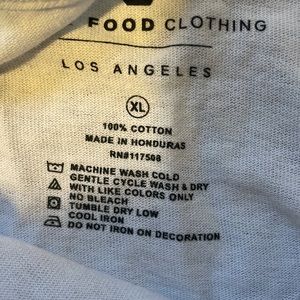 FOOD CLOTHING
LOS ANGELES
XL
100% COTTON
MADE IN HONDURAS
RN#117508
MACHINE WASH COLD
GENTLE CYCLE WASH & DRY
WITH LIKE COLORS ONLY
NO BLEACH
TUMBLE DRY LOW
COOL IRON
DO NOT IRON ON DECORATION